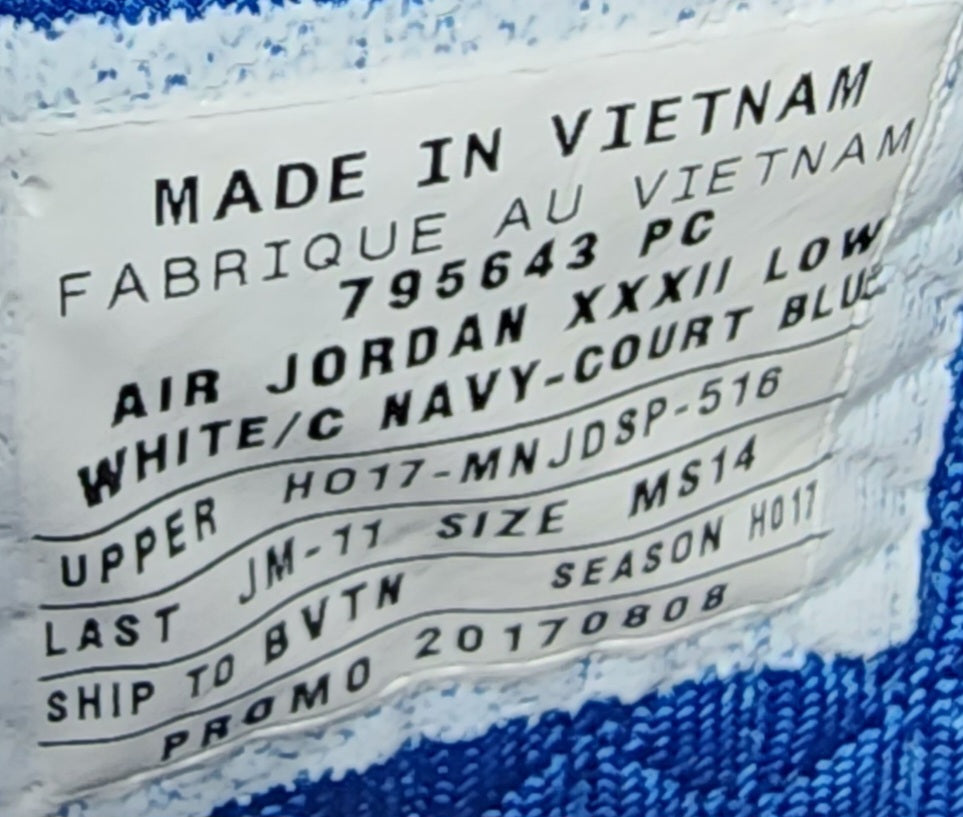 MADE IN VIETNAM
FABRIQUE AU VIETNAM
795643 PC
AIR JORDAN XXXII LOW
WHITE/C NAVY-COURT BLUE
UPPER HO17-MNJDSP-516
LAST JM-11 SIZE MS14
SHIP TO BVTN SEASON HO17
PROMO 20170808